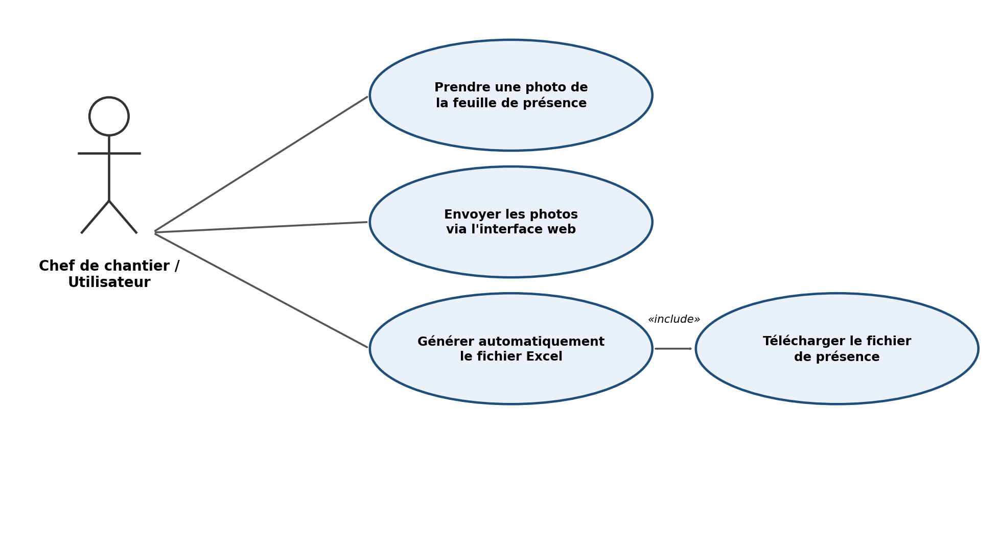 Prendre une photo de
la feuille de présence
Envoyer les photos
via l'interface web
Chef de chantier /
Utilisateur
Générer automatiquement
le fichier Excel
«include»
Télécharger le fichier
de présence